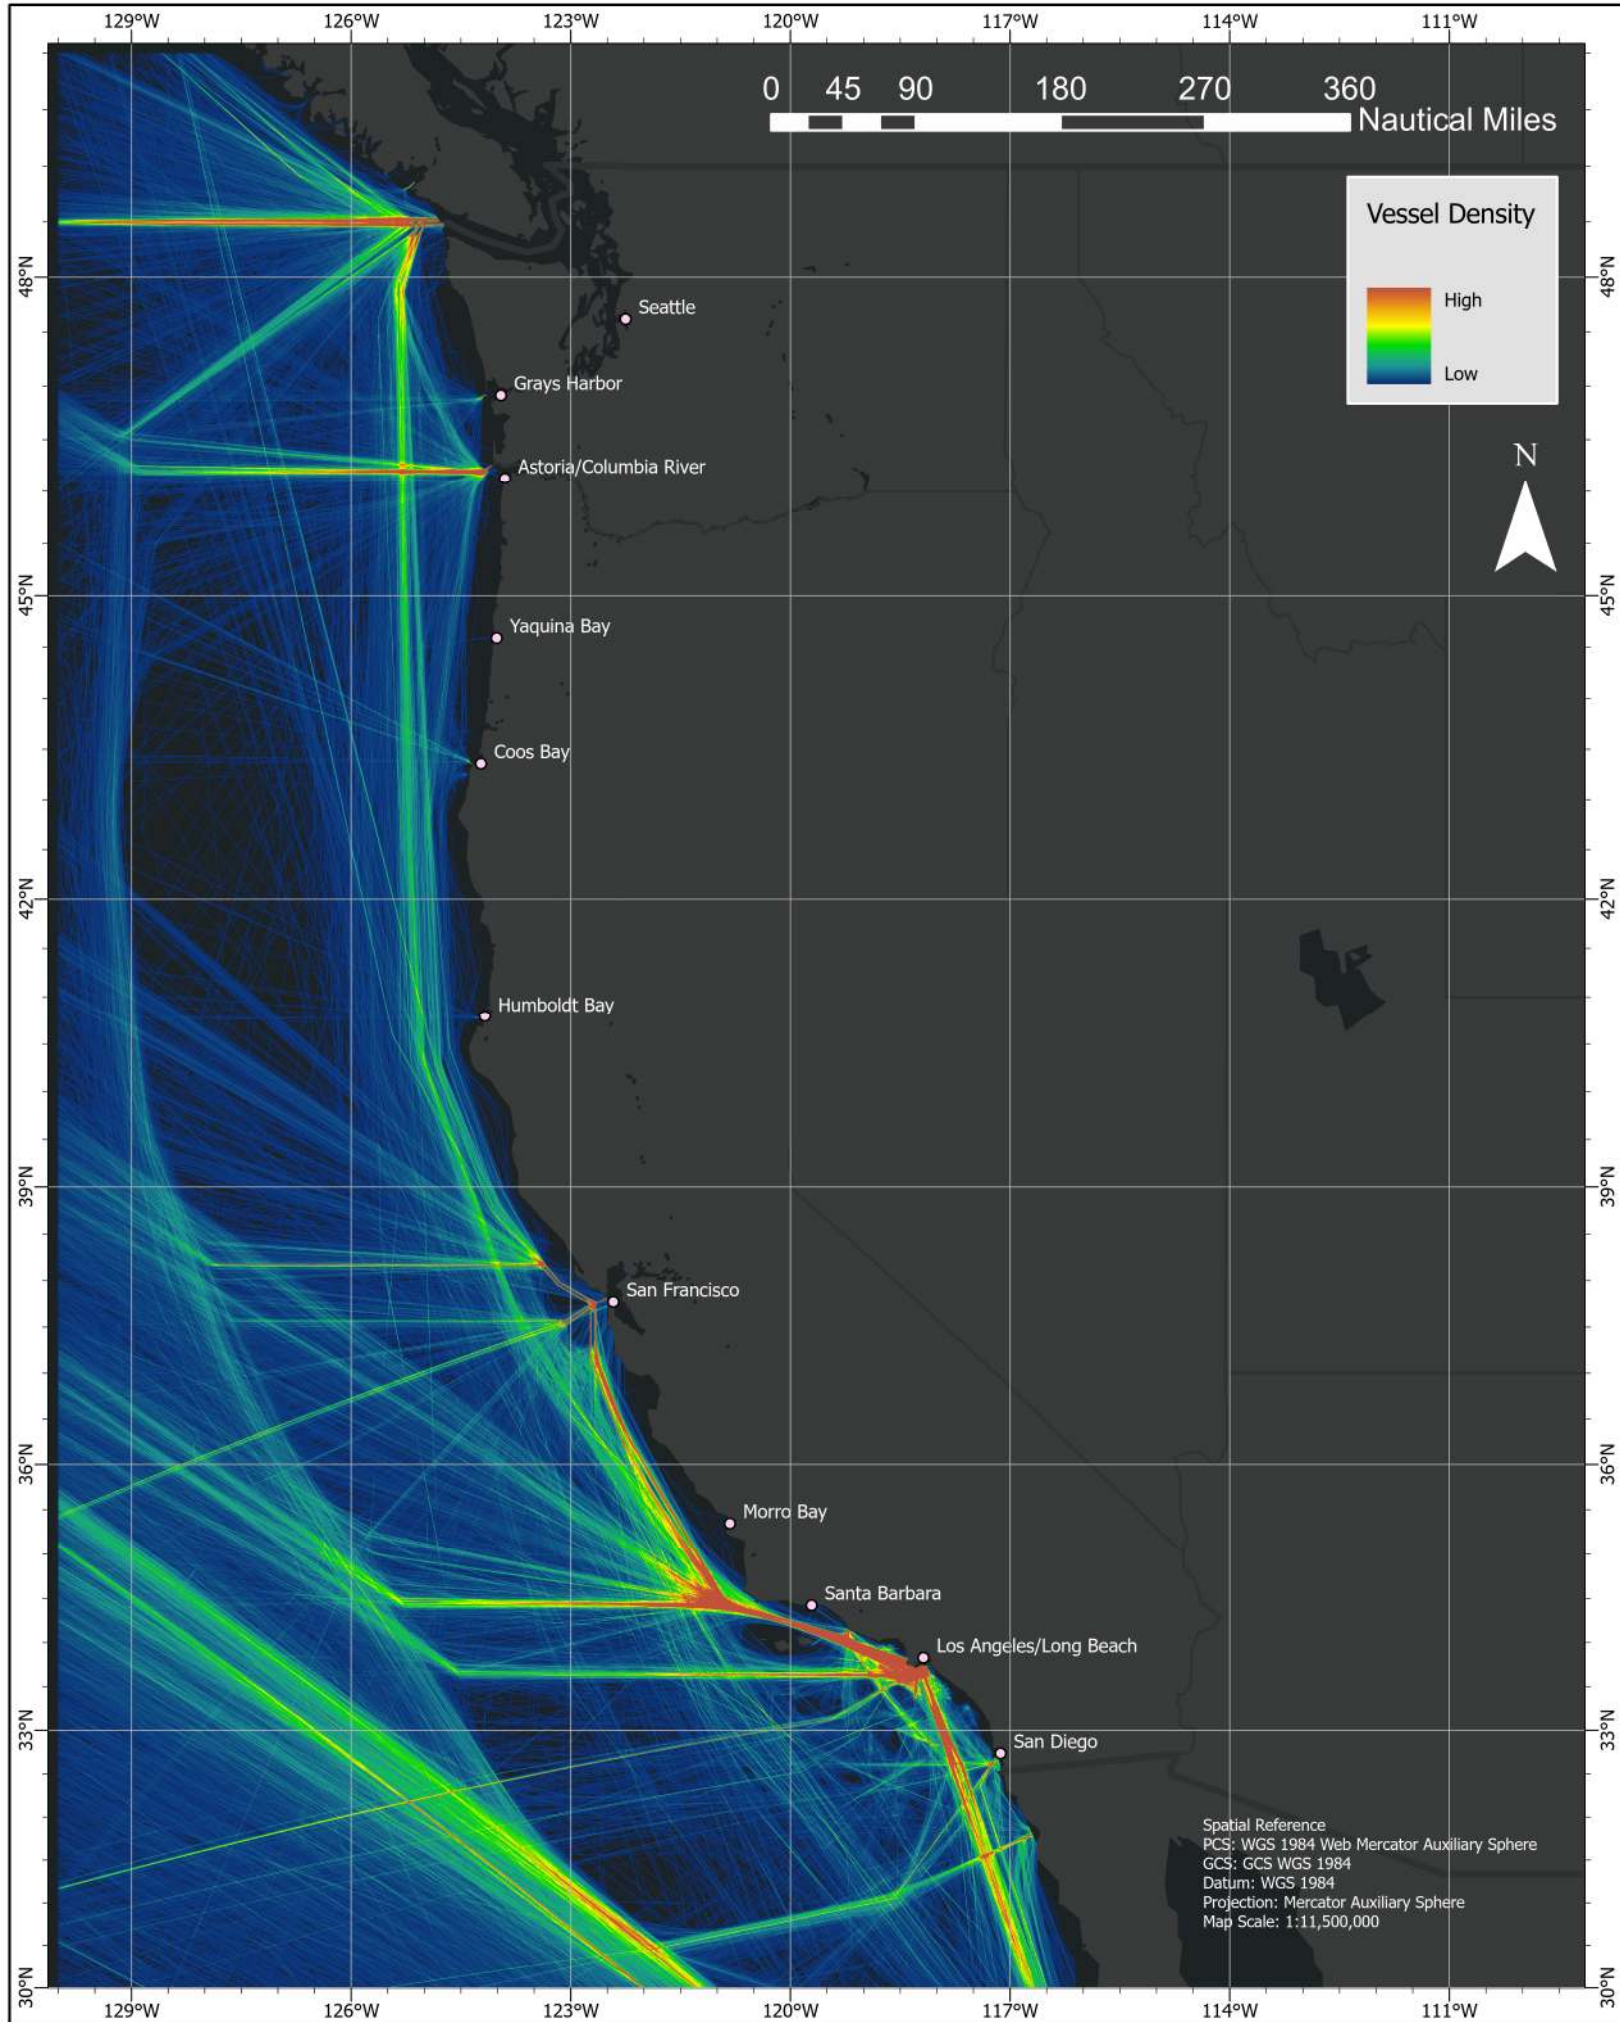 129°W 126°W 123°W 120°W 117°W 114°W 111°W
0 45 90 180 270 360
Nautical Miles
Vessel Density
High
Low
N
48°N 48°N
Seattle
Grays Harbor
Astoria/Columbia River
45°N 45°N
Yaquina Bay
Coos Bay
42°N 42°N
Humboldt Bay
39°N 39°N
San Francisco
36°N 36°N
Morro Bay
Santa Barbara
Los Angeles/Long Beach
33°N 33°N
San Diego
Spatial Reference
PCS: WGS 1984 Web Mercator Auxiliary Sphere
GCS: GCS WGS 1984
Datum: WGS 1984
Projection: Mercator Auxiliary Sphere
Map Scale: 1:11,500,000
30°N 30°N
129°W 126°W 123°W 120°W 117°W 114°W 111°W